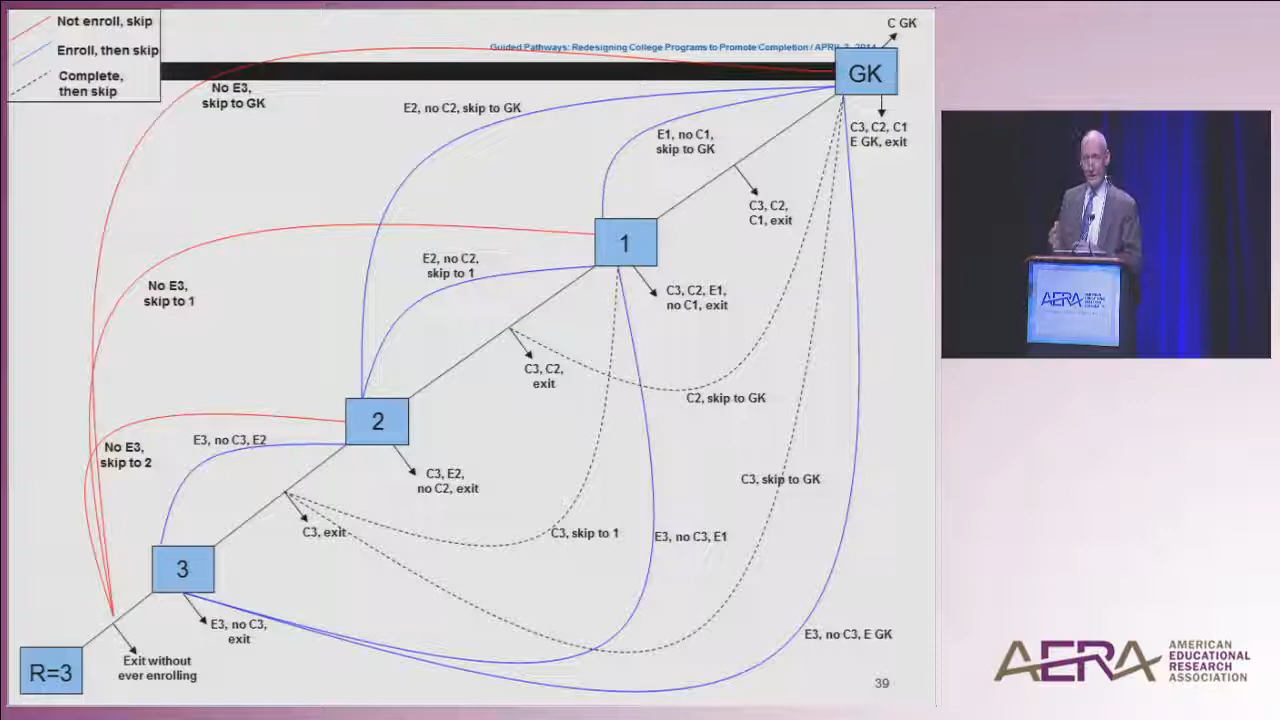 Not enroll, skip
Enroll, then skip
Complete,
then skip
Guided Pathways: Redesigning College Programs to Promote Completion / APRIL 3, 2014
C GK
GK
C3, C2, C1
E GK, exit
No E3,
skip to GK
E2, no C2, skip to GK
E1, no C1,
skip to GK
C3, C2,
C1, exit
1
E2, no C2,
skip to 1
No E3,
skip to 1
C3, C2, E1,
no C1, exit
C3, C2,
exit
C2, skip to GK
2
E3, no C3, E2
No E3,
skip to 2
C3, E2,
no C2, exit
C3, skip to GK
C3, exit
C3, skip to 1
E3, no C3, E1
3
E3, no C3,
exit
E3, no C3, E GK
R=3
Exit without
ever enrolling
39
AERA
AERA
AMERICAN
EDUCATIONAL
RESEARCH
ASSOCIATION